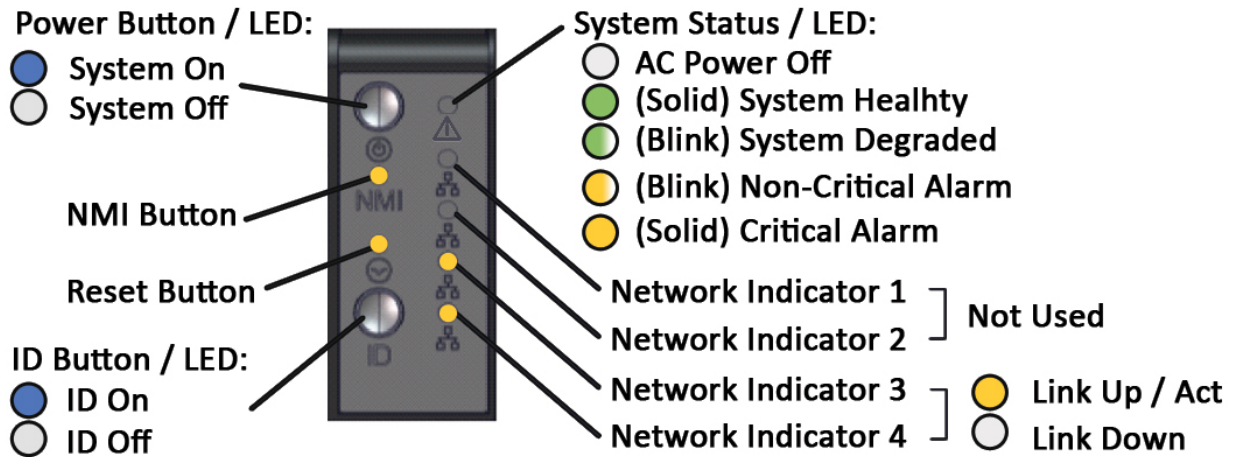 Power Button / LED:
System On
System Off
NMI Button
Reset Button
ID Button / LED:
ID On
ID Off
NMI
ID
System Status / LED:
AC Power Off
(Solid) System Healhty
(Blink) System Degraded
(Blink) Non-Critical Alarm
(Solid) Critical Alarm
Network Indicator 1
Network Indicator 2
Not Used
Network Indicator 3
Network Indicator 4
Link Up / Act
Link Down